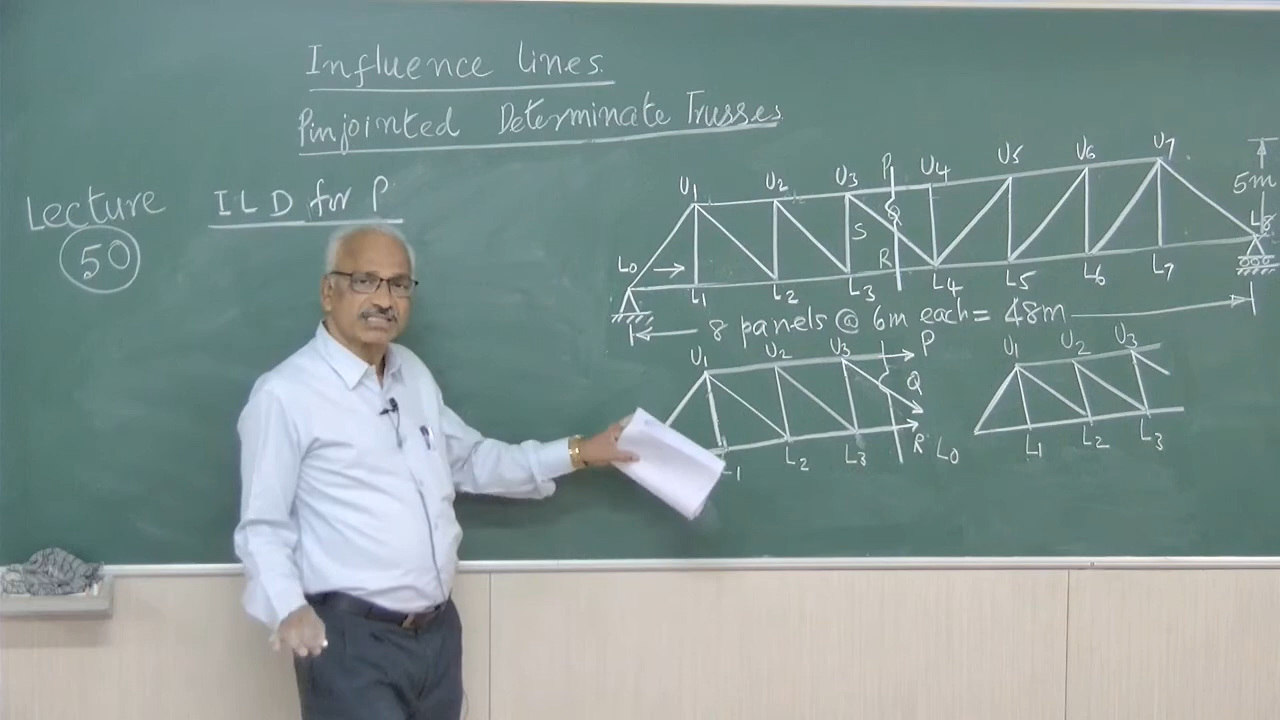 Influence lines.
Pinjointed Determinate Trusses
Lecture
50
ILD for P
U1 U2 U3 P U4 U5 U6 U7
5m
Q
S
R
L0 L1 L2 L3 L4 L5 L6 L7 L8
8 panels @ 6m each = 48m
U1 U2 U3 P
Q
R
L2 L3
U1 U2 U3
L0 L1 L2 L3